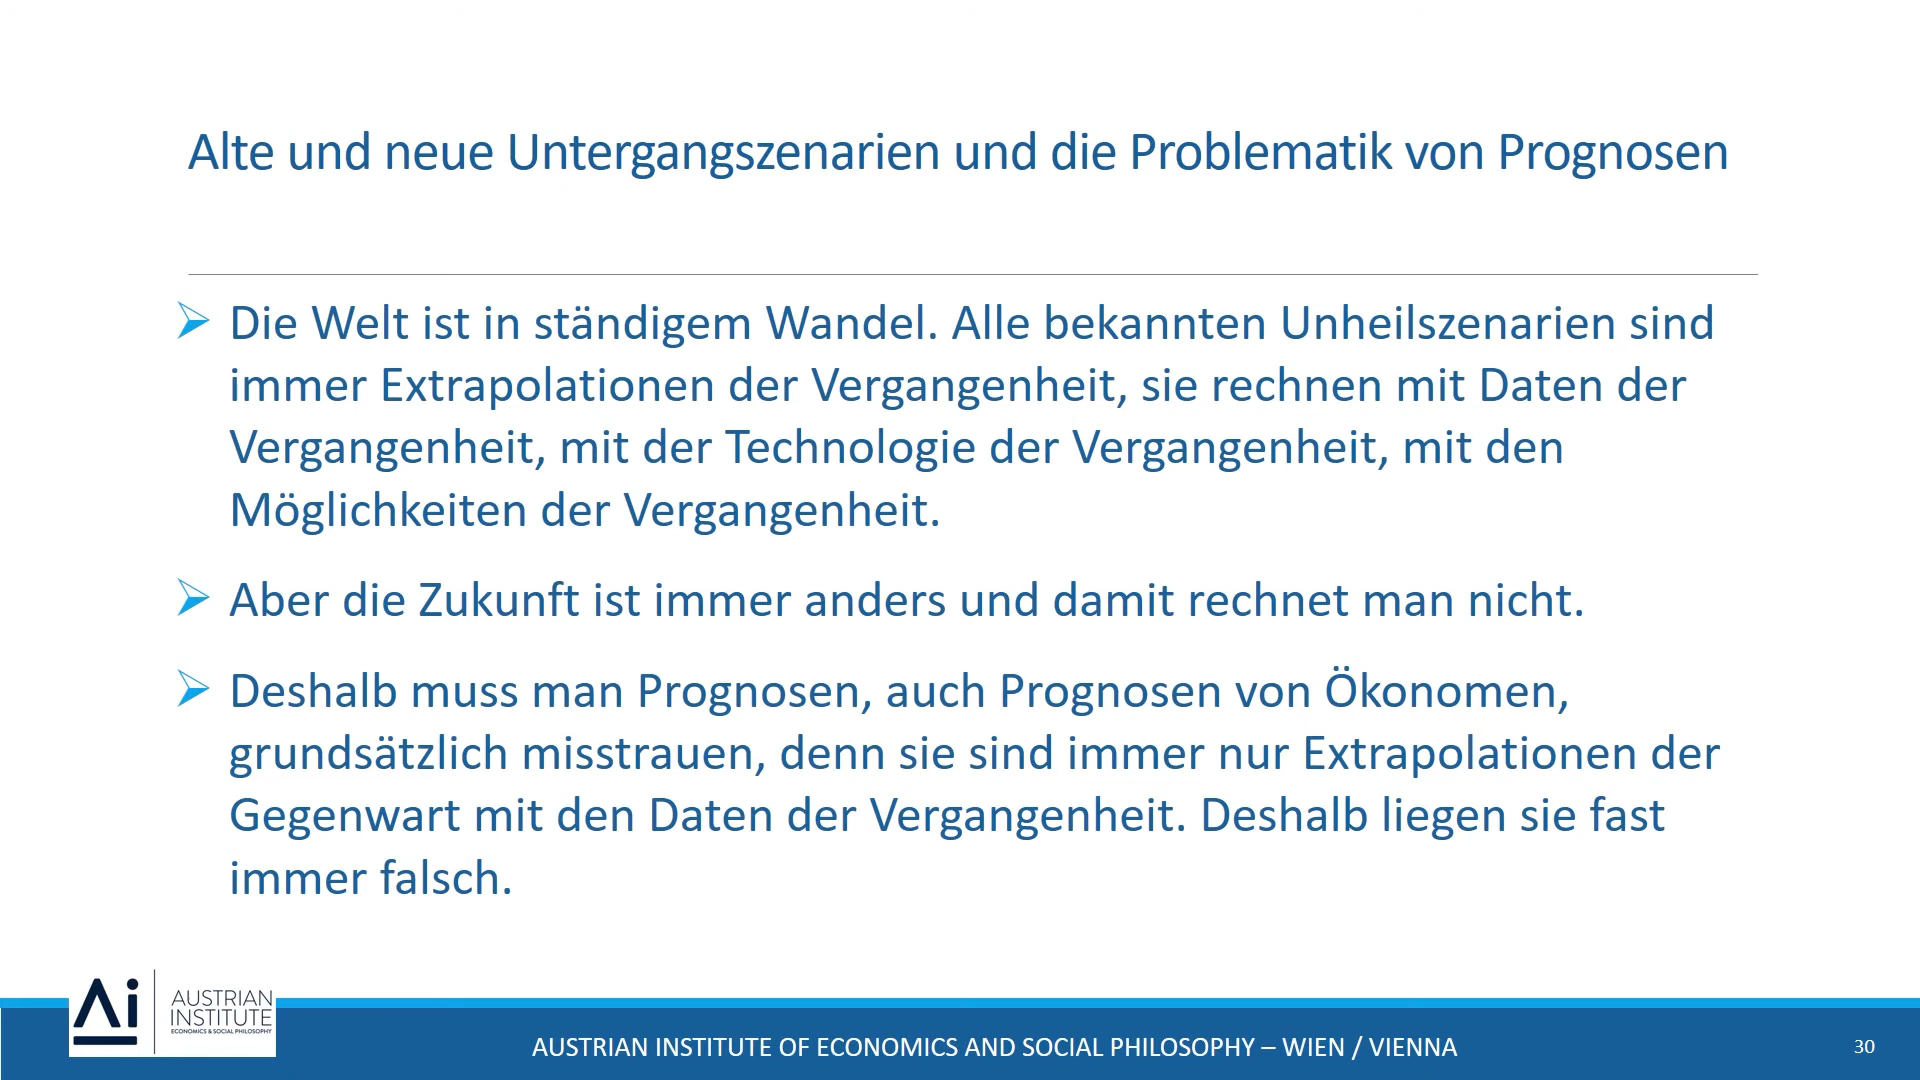 Alte und neue Untergangszenarien und die Problematik von Prognosen
Die Welt ist in ständigem Wandel. Alle bekannten Unheilszenarien sind
immer Extrapolationen der Vergangenheit, sie rechnen mit Daten der
Vergangenheit, mit der Technologie der Vergangenheit, mit den
Möglichkeiten der Vergangenheit.
Aber die Zukunft ist immer anders und damit rechnet man nicht.
Deshalb muss man Prognosen, auch Prognosen von Ökonomen,
grundsätzlich misstrauen, denn sie sind immer nur Extrapolationen der
Gegenwart mit den Daten der Vergangenheit. Deshalb liegen sie fast
immer falsch.
Ai
AUSTRIAN
INSTITUTE
ECONOMICS & SOCIAL PHILOSOPHY
AUSTRIAN INSTITUTE OF ECONOMICS AND SOCIAL PHILOSOPHY – WIEN / VIENNA
30